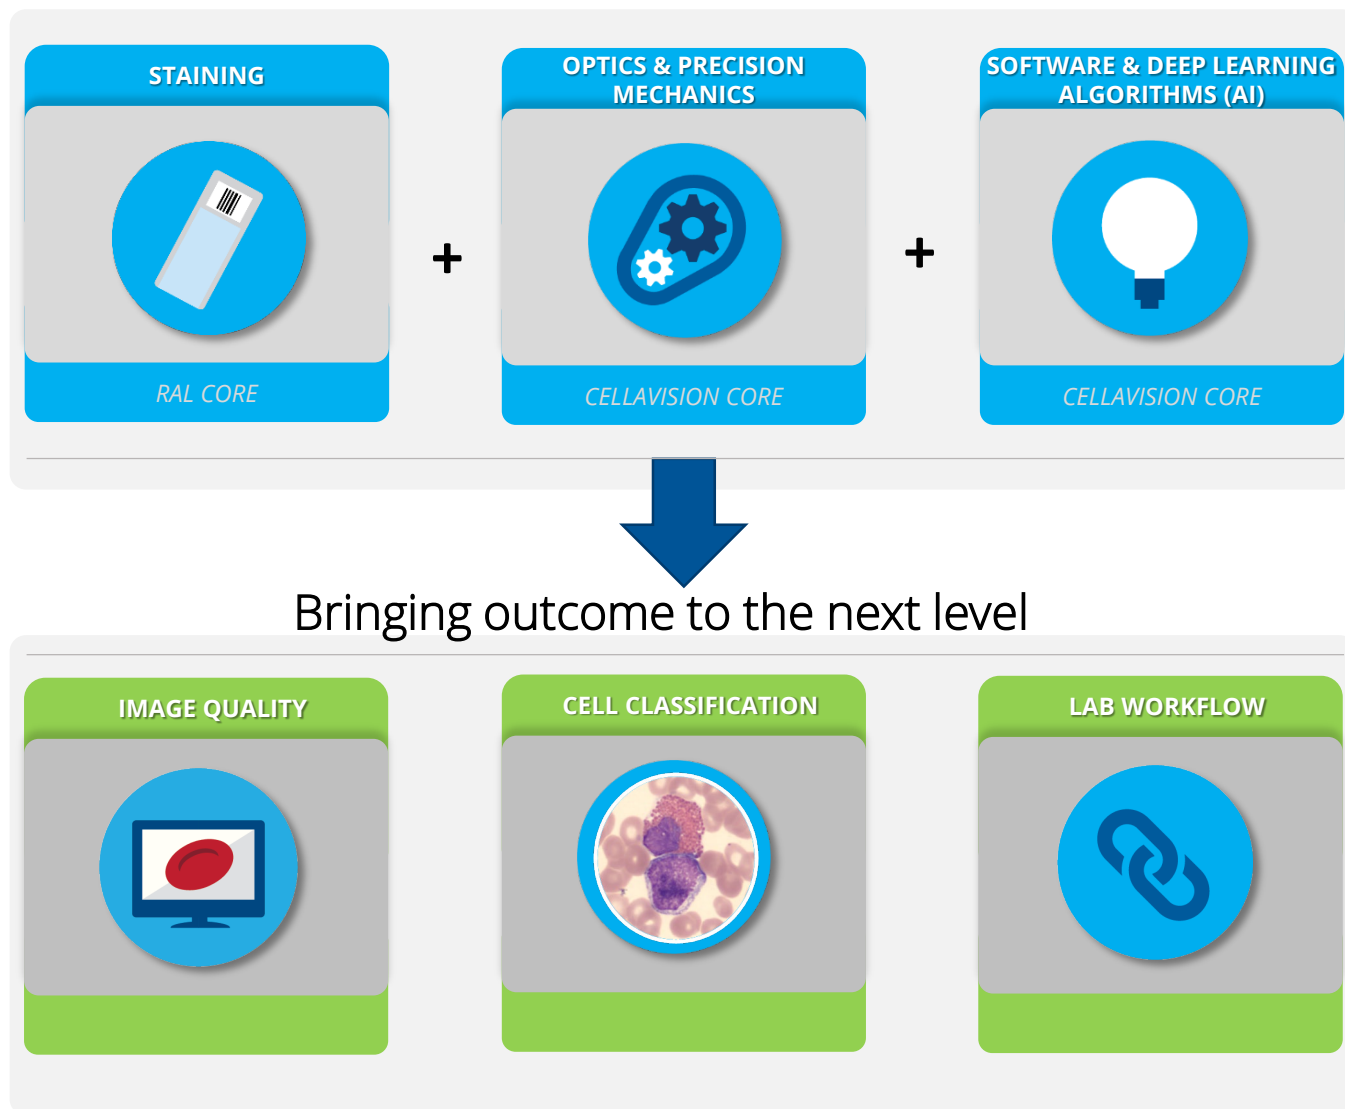 STAINING
OPTICS & PRECISION
MECHANICS
SOFTWARE & DEEP LEARNING
ALGORITHMS (AI)
+
+
RAL CORE
CELLAVISION CORE
CELLAVISION CORE
Bringing outcome to the next level
IMAGE QUALITY
CELL CLASSIFICATION
LAB WORKFLOW